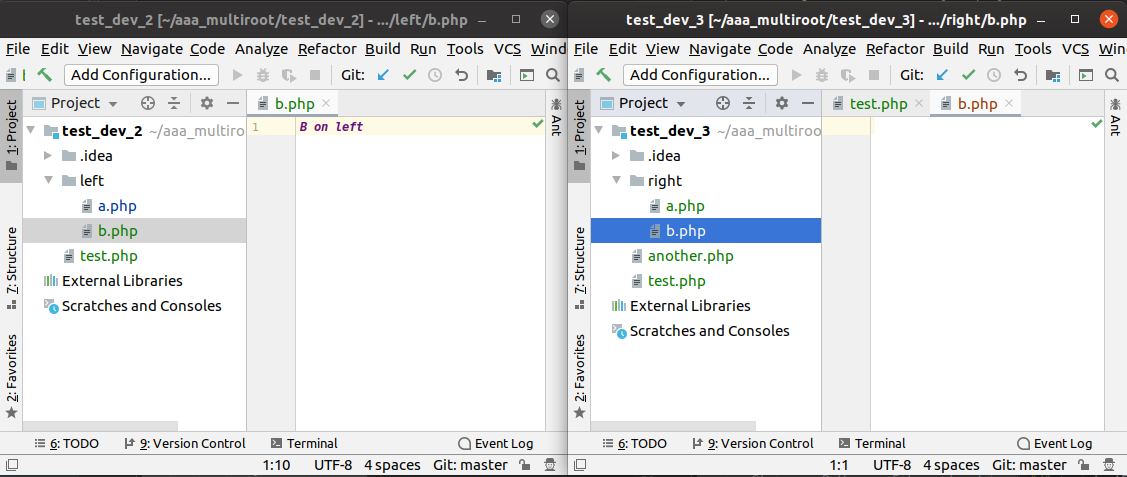 test_dev_2 [~/aaa_multiroot/test_dev_2] - .../left/b.php
File Edit View Navigate Code Analyze Refactor Build Run Tools VCS Wind
Add Configuration... Git:
1: Project
7: Structure
2: Favorites
Project
test_dev_2 ~/aaa_multiroo
.idea
left
a.php
b.php
test.php
External Libraries
Scratches and Consoles
b.php
1 B on left
Ant
6: TODO 9: Version Control Terminal Event Log
1:10 UTF-8 4 spaces Git: master
test_dev_3 [~/aaa_multiroot/test_dev_3] - .../right/b.php
File Edit View Navigate Code Analyze Refactor Build Run Tools VCS Win
Add Configuration... Git:
1: Project
7: Structure
2: Favorites
Project
test_dev_3 ~/aaa_multiroo
.idea
right
a.php
b.php
another.php
test.php
External Libraries
Scratches and Consoles
test.php b.php
Ant
6: TODO 9: Version Control Terminal Event Log
1:1 UTF-8 4 spaces Git: master